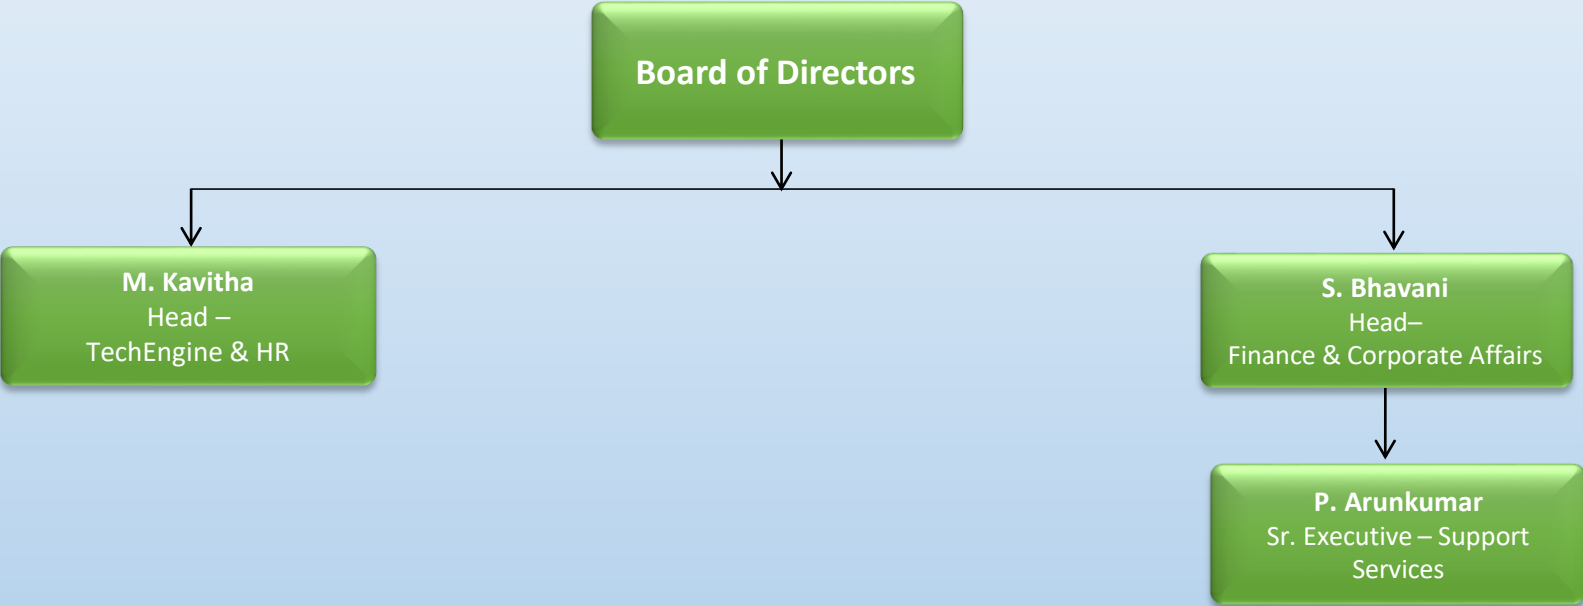 Board of Directors
M. Kavitha
Head –
TechEngine & HR
S. Bhavani
Head–
Finance & Corporate Affairs
P. Arunkumar
Sr. Executive – Support
Services